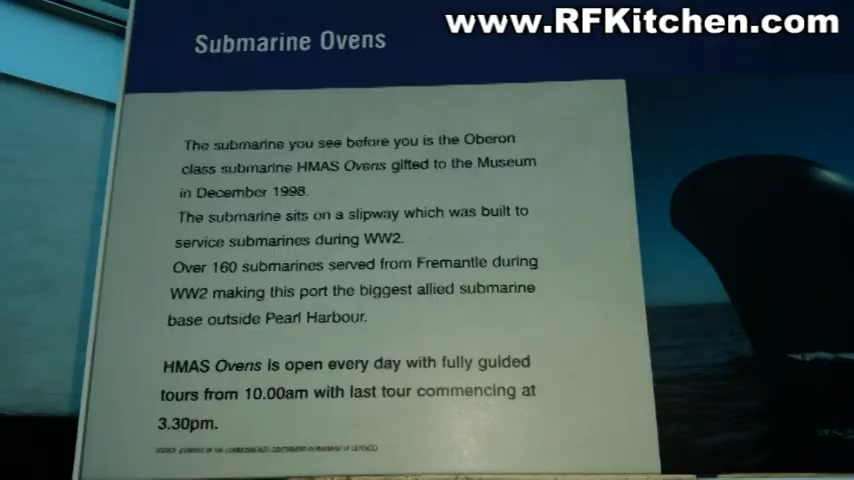 www.RFKitchen.com
Submarine Ovens
The submarine you see before you is the Oberon
class submarine HMAS Ovens gifted to the Museum
in December 1998.
The submarine sits on a slipway which was built to
service submarines during WW2.
Over 160 submarines served from Fremantle during
WW2 making this port the biggest allied submarine
base outside Pearl Harbour.
HMAS Ovens is open every day with fully guided
tours from 10.00am with last tour commencing at
3.30pm.